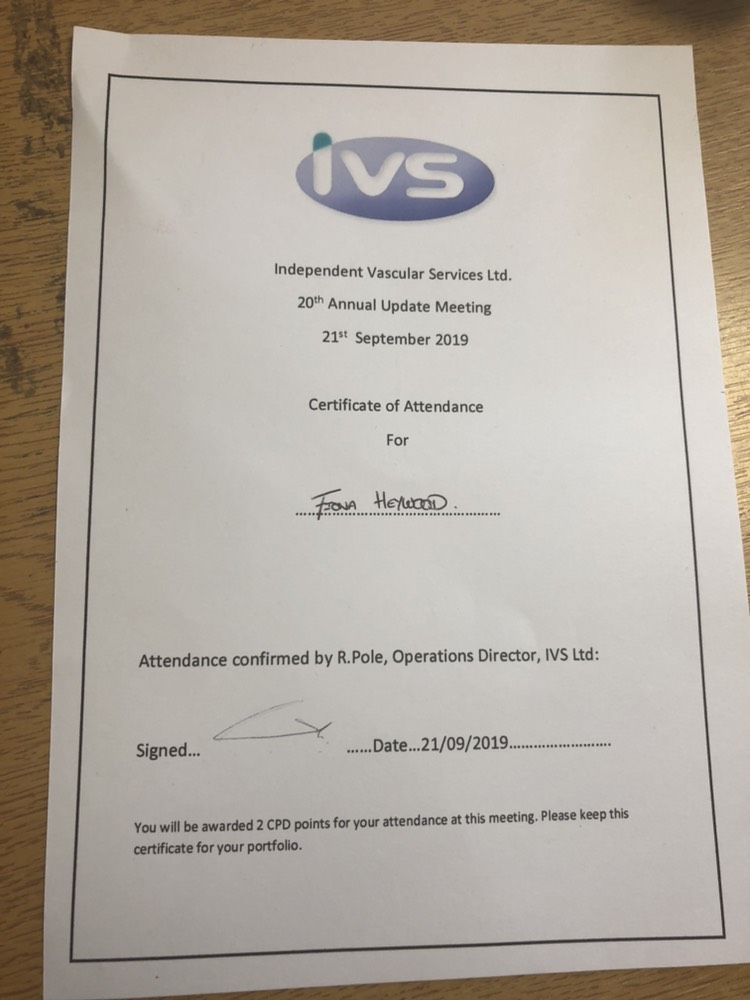 ivs
Independent Vascular Services Ltd.
20th Annual Update Meeting
21st September 2019
Certificate of Attendance
For
Fiona Heywood.
Attendance confirmed by R.Pole, Operations Director, IVS Ltd:
Signed... ......Date...21/09/2019..........................
You will be awarded 2 CPD points for your attendance at this meeting. Please keep this
certificate for your portfolio.